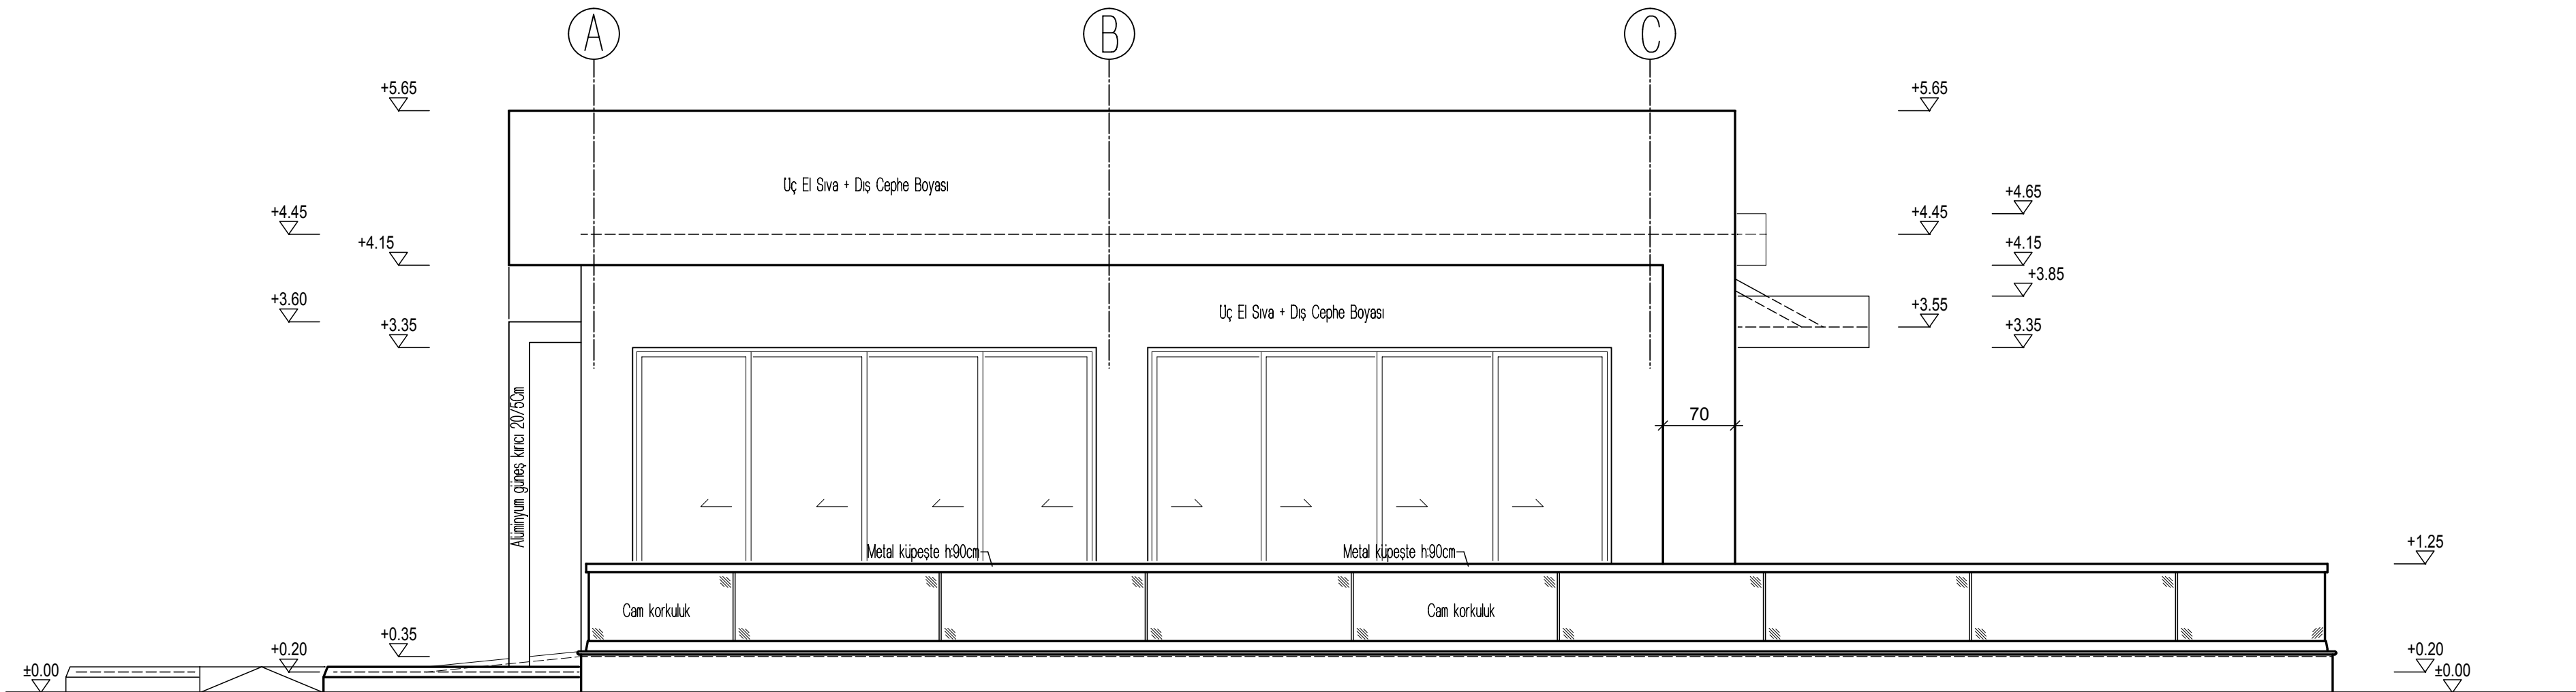 A
B
C
+5.65
+5.65
Üç El Sıva + Dış Cephe Boyası
+4.65
+4.45
+4.45
+4.15
+4.15
+3.85
+3.60
Üç El Sıva + Dış Cephe Boyası
+3.55
+3.35
+3.35
Alüminyum güneş kırıcı 20/5Cm
70
Metal küpeşte h:90cm
Metal küpeşte h:90cm
+1.25
Cam korkuluk
Cam korkuluk
+0.35
+0.20
+0.20
±0.00
±0.00